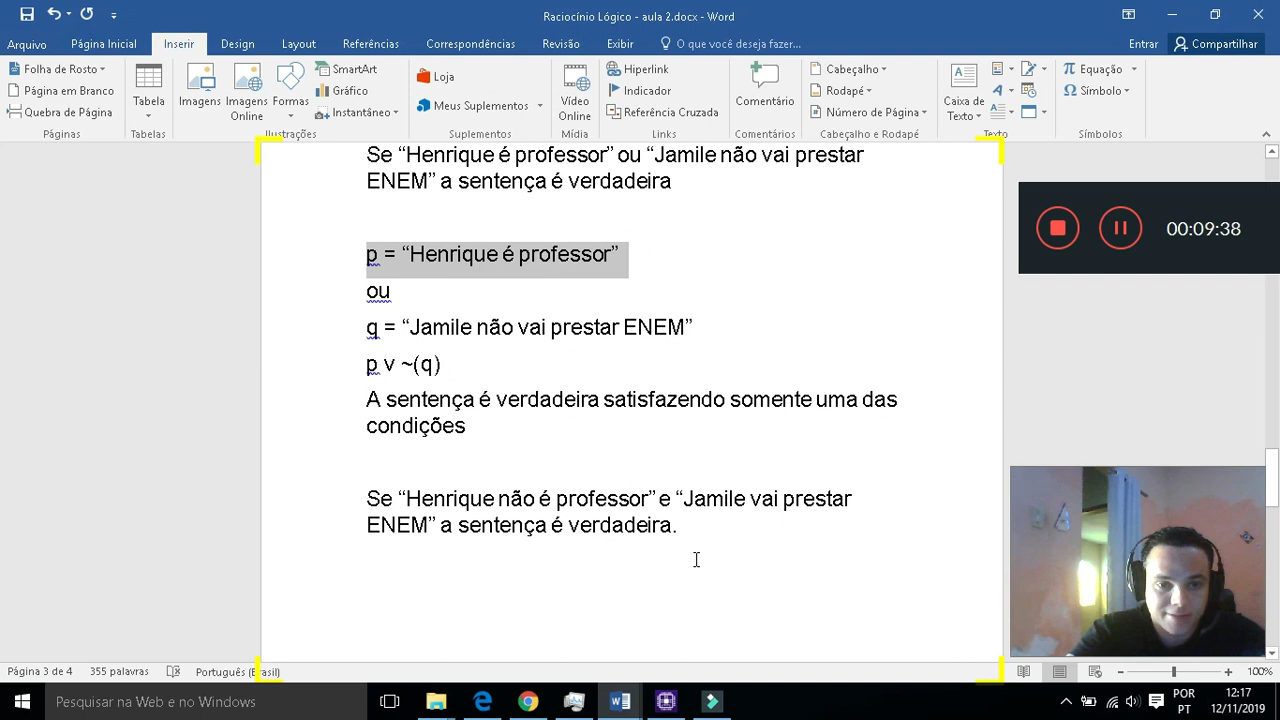 Raciocínio Lógico - aula 2.docx - Word
Arquivo Página Inicial Inserir Design Layout Referências Correspondências Revisão Exibir O que você deseja fazer... Entrar Compartilhar
Folha de Rosto
Página em Branco
Quebra de Página
Páginas
Tabela
Tabelas
Imagens
Imagens Online
Formas
SmartArt
Gráfico
Instantâneo
Ilustrações
Loja
Meus Suplementos
Suplementos
Vídeo Online
Mídia
Hiperlink
Indicador
Referência Cruzada
Links
Comentário
Comentários
Cabeçalho
Rodapé
Número de Página
Cabeçalho e Rodapé
Caixa de Texto
Texto
Equação
Símbolo
Símbolos
Se “Henrique é professor” ou “Jamile não vai prestar
ENEM” a sentença é verdadeira
p = “Henrique é professor”
ou
q = “Jamile não vai prestar ENEM”
p v ~(q)
A sentença é verdadeira satisfazendo somente uma das
condições
Se “Henrique não é professor” e “Jamile vai prestar
ENEM” a sentença é verdadeira.
00:09:38
Página 3 de 4 355 palavras Português (Brasil) 100%
Pesquisar na Web e no Windows
POR
PT
12:17
12/11/2019